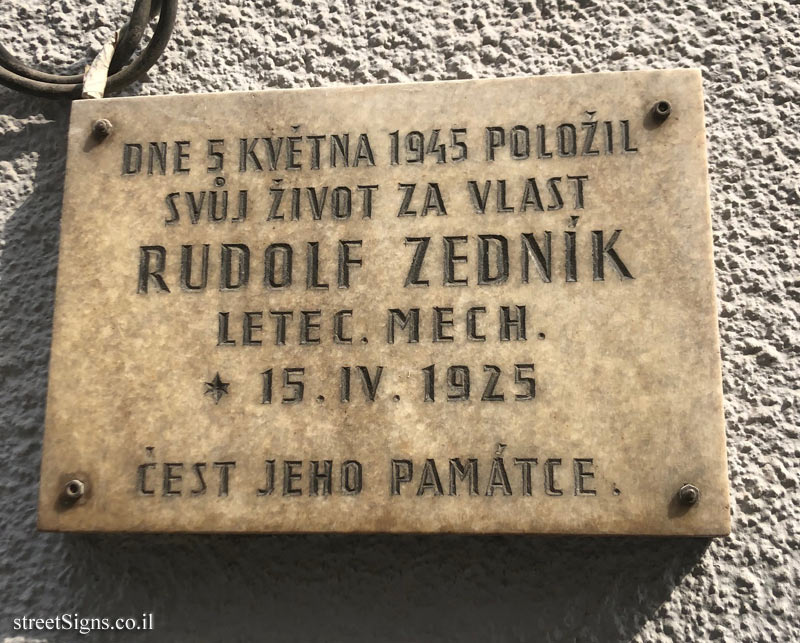 DNE 5 KVĚTNA 1945 POLOŽIL
SVŮJ ŽIVOT ZA VLAST
RUDOLF ZEDNÍK
LETEC. MECH.
* 15. IV. 1925
ČEST JEHO PAMÁTCE.
streetSigns.co.il